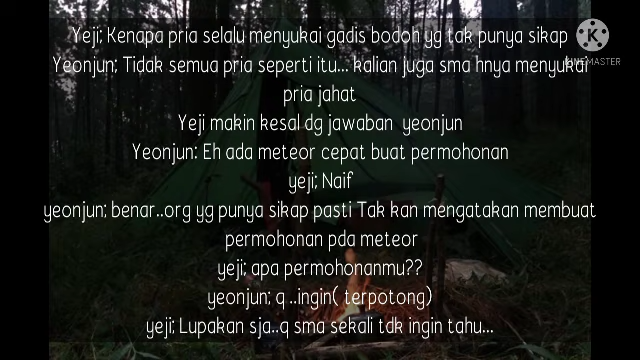 Yeji; Kenapa pria selalu menyukai gadis bodoh yg tak punya sikap
Yeonjun; Tidak semua pria seperti itu... kalian juga sma hnya menyukai
pria jahat
Yeji makin kesal dg jawaban yeonjun
Yeonjun: Eh ada meteor cepat buat permohonan
yeji; Naif
yeonjun: benar..org yg punya sikap pasti Tak kan mengatakan membuat
permohonan pda meteor
yeji; apa permohonanmu??
yeonjun: q ..ingin( terpotong)
yeji; Lupakan sja..q sma sekali tdk ingin tahu...
KINEMASTER